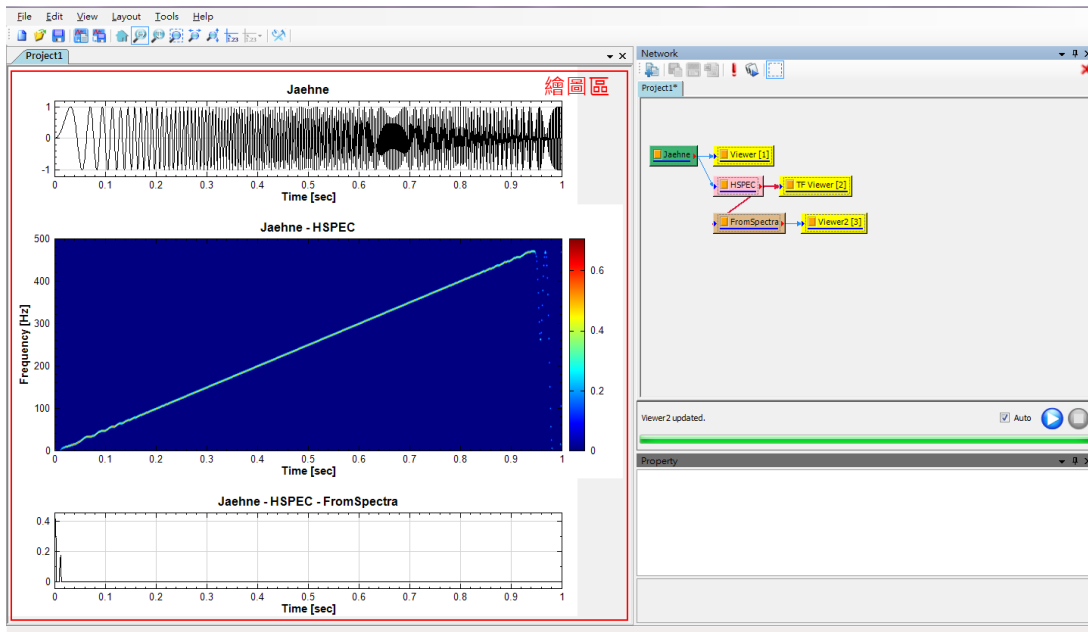 File Edit View Layout Tools Help
1.23 1.23
Project1
繪圖區
Jaehne
1
0
-1
0 0.1 0.2 0.3 0.4 0.5 0.6 0.7 0.8 0.9 1
Time [sec]
Jaehne - HSPEC
Frequency [Hz]
500
400
300
200
100
0
0.6
0.4
0.2
0
0 0.1 0.2 0.3 0.4 0.5 0.6 0.7 0.8 0.9 1
Time [sec]
Jaehne - HSPEC - FromSpectra
0.4
0.2
0
0 0.1 0.2 0.3 0.4 0.5 0.6 0.7 0.8 0.9 1
Time [sec]
Network
Project1*
Jaehne
Viewer [1]
HSPEC
TF Viewer [2]
FromSpectra
Viewer2 [3]
Viewer2 updated.
Auto
Property